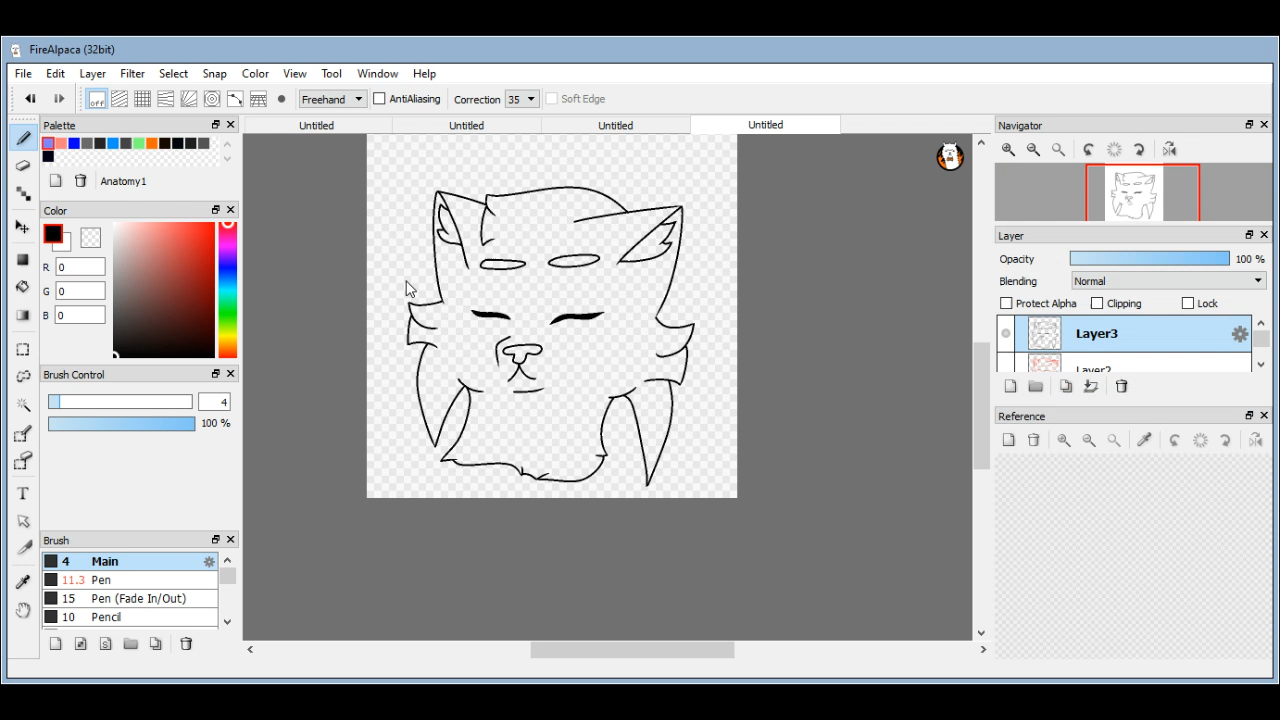 FireAlpaca (32bit)
File Edit Layer Filter Select Snap Color View Tool Window Help
off Freehand AntiAliasing Correction 35 Soft Edge
Palette Untitled Untitled Untitled Untitled Navigator
Anatomy1
Color
Layer
Opacity 100 %
R 0
Blending Normal
G 0
Protect Alpha Clipping Lock
B 0
Layer3
Layer2
Brush Control
4
Reference
100 %
T
Brush
4 Main
11.3 Pen
15 Pen (Fade In/Out)
10 Pencil